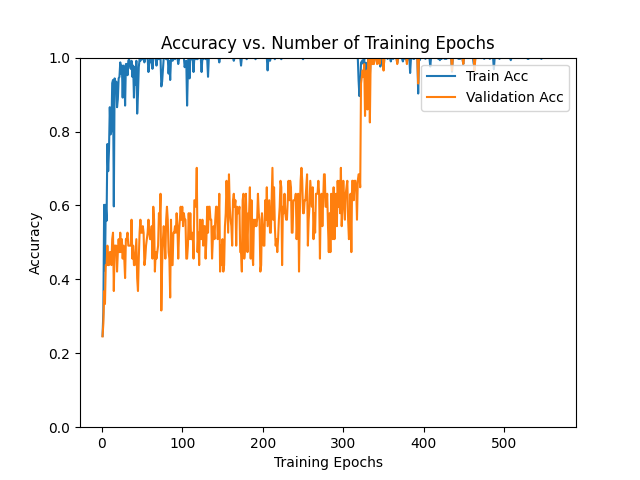 Accuracy vs. Number of Training Epochs
1.0
0.8
0.6
0.4
0.2
0.0
Accuracy
Train Acc
Validation Acc
0
100
200
300
400
500
Training Epochs